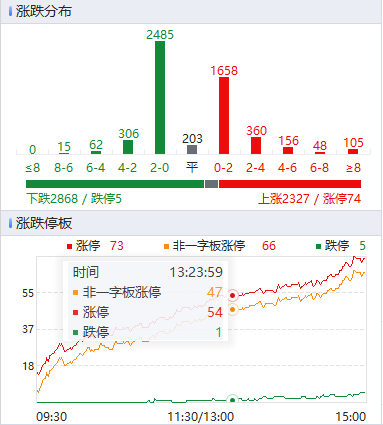 涨跌分布
0 15 62 306 2485 203 1658 360 156 48 105
≤8 8-6 6-4 4-2 2-0 平 0-2 2-4 4-6 6-8 ≥8
下跌2868 / 跌停5 上涨2327 / 涨停74
涨跌停板
涨停 73 非一字板涨停 66 跌停 5
时间 13:23:59
非一字板涨停 47
涨停 54
跌停 1
55
37
18
09:30 11:30/13:00 15:00